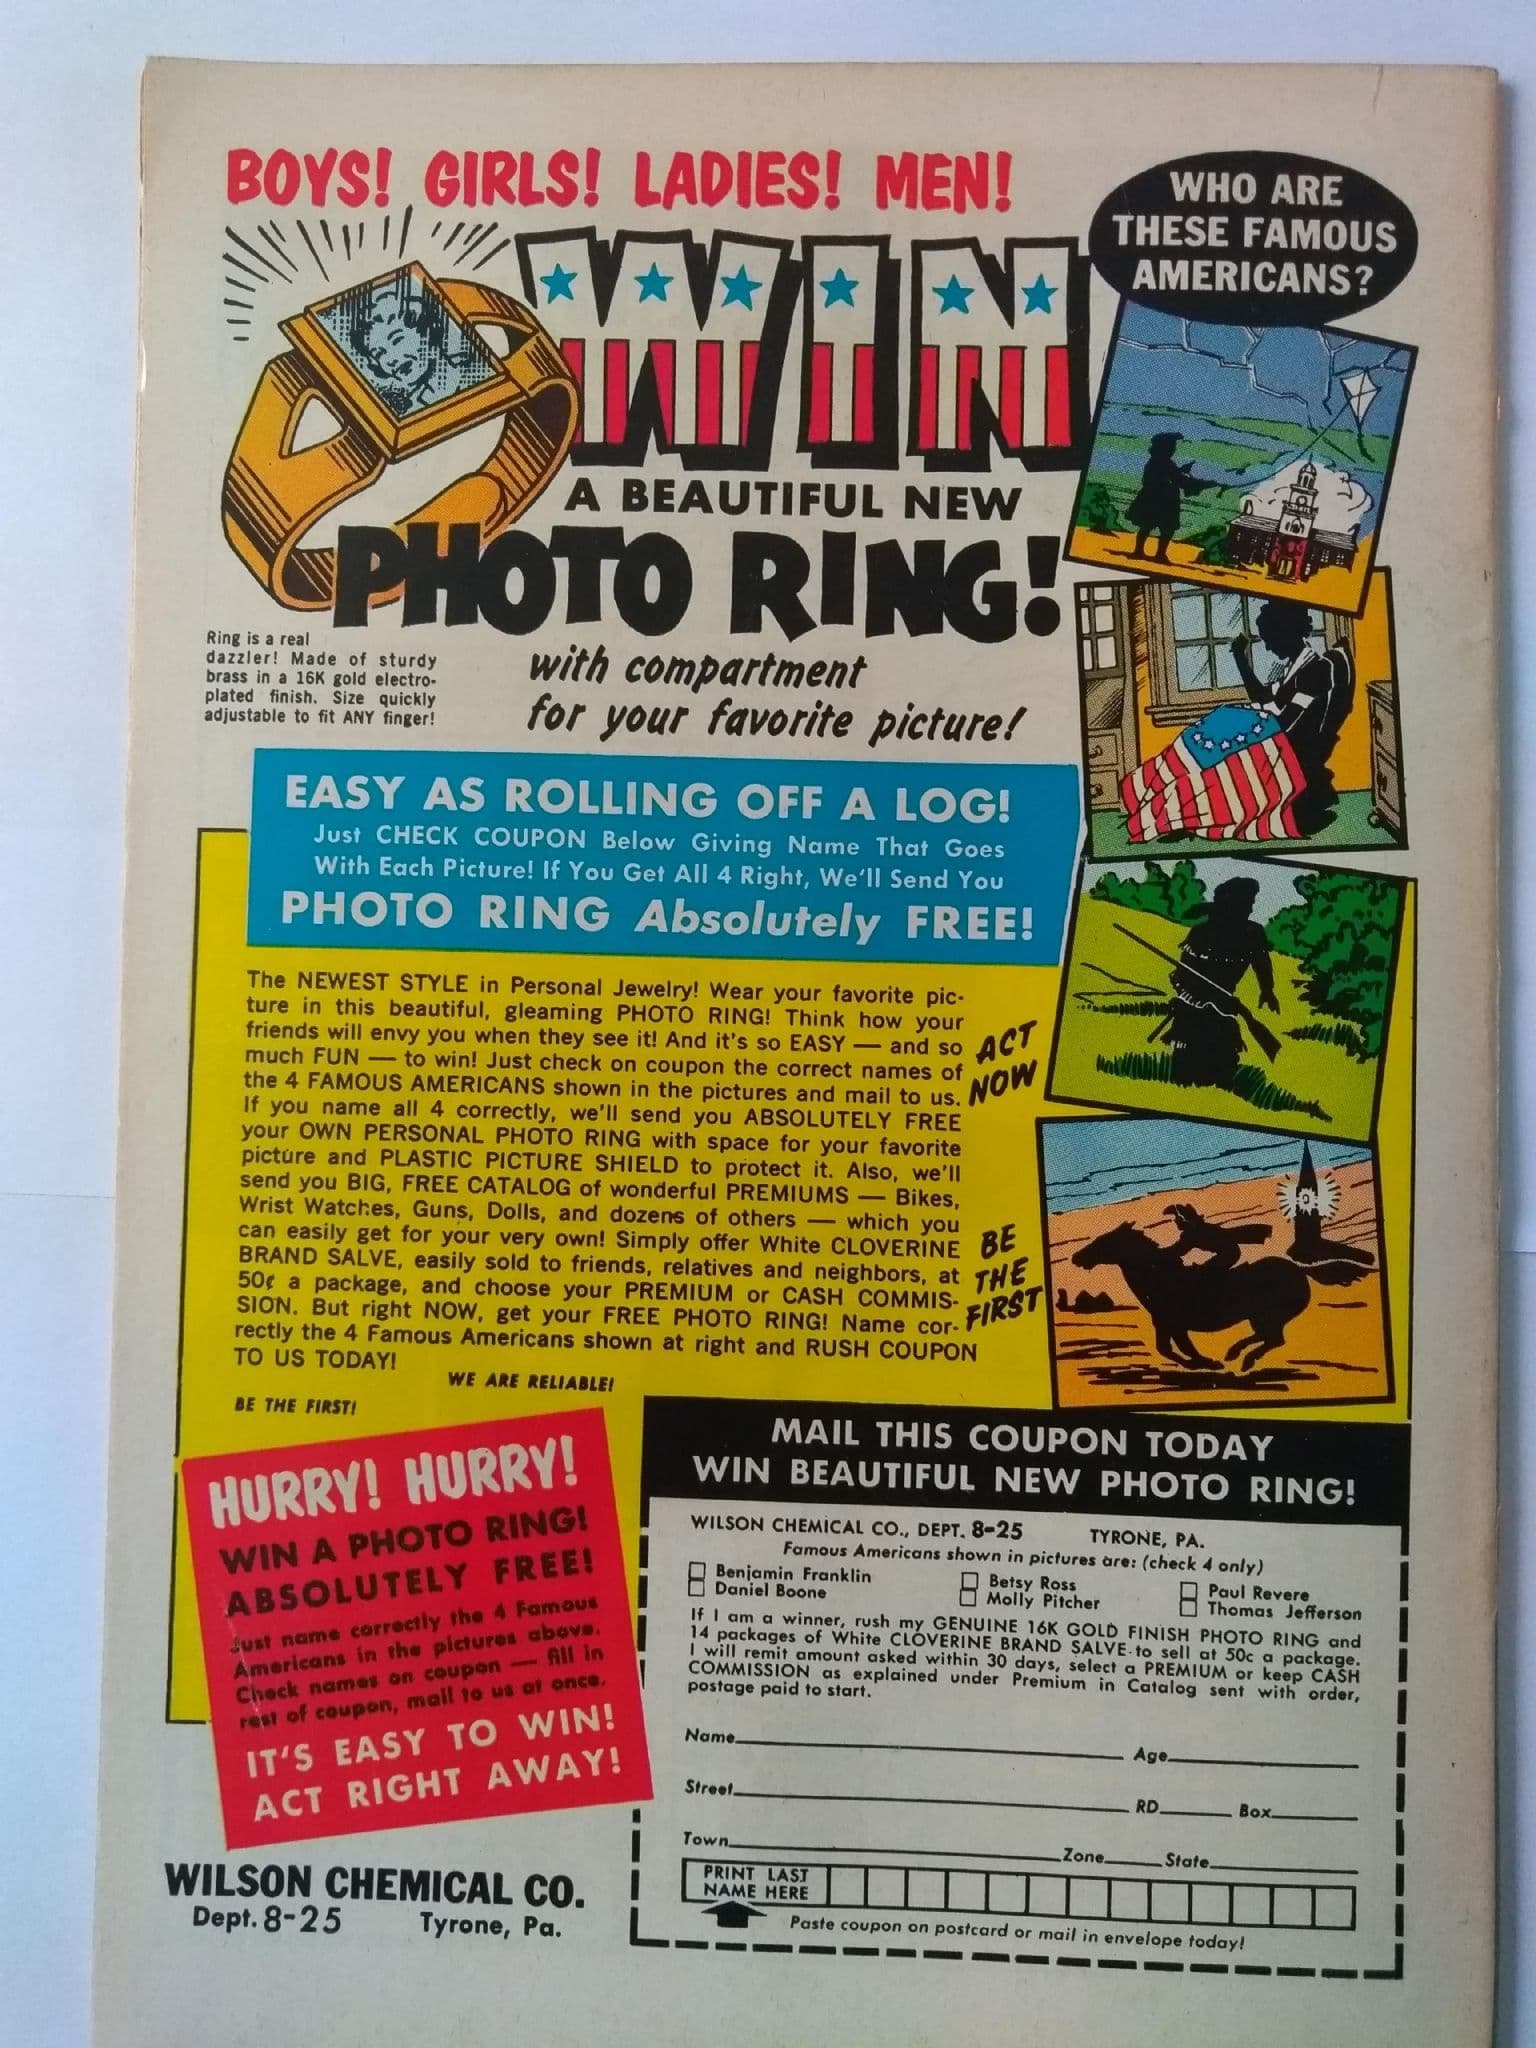 BOYS! GIRLS! LADIES! MEN!
WIN
A BEAUTIFUL NEW
PHOTO RING!
with compartment
for your favorite picture!
Ring is a real
dazzler! Made of sturdy
brass in a 16K gold electro-
plated finish. Size quickly
adjustable to fit ANY finger!
WHO ARE
THESE FAMOUS
AMERICANS?
EASY AS ROLLING OFF A LOG!
Just CHECK COUPON Below Giving Name That Goes
With Each Picture! If You Get All 4 Right, We'll Send You
PHOTO RING Absolutely FREE!
The NEWEST STYLE in Personal Jewelry! Wear your favorite pic-
ture in this beautiful, gleaming PHOTO RING! Think how your
friends will envy you when they see it! And it's so EASY — and so
much FUN — to win! Just check on coupon the correct names of
the 4 FAMOUS AMERICANS shown in the pictures and mail to us.
If you name all 4 correctly, we'll send you ABSOLUTELY FREE
your OWN PERSONAL PHOTO RING with space for your favorite
picture and PLASTIC PICTURE SHIELD to protect it. Also, we'll
send you BIG, FREE CATALOG of wonderful PREMIUMS — Bikes,
Wrist Watches, Guns, Dolls, and dozens of others — which you
can easily get for your very own! Simply offer White CLOVERINE
BRAND SALVE, easily sold to friends, relatives and neighbors, at
50¢ a package, and choose your PREMIUM or CASH COMMIS-
SION. But right NOW, get your FREE PHOTO RING! Name cor-
rectly the 4 Famous Americans shown at right and RUSH COUPON
TO US TODAY!
WE ARE RELIABLE!
BE THE FIRST!
ACT
NOW
BE
THE
FIRST
HURRY! HURRY!
WIN A PHOTO RING!
ABSOLUTELY FREE!
Just name correctly the 4 Famous
Americans in the pictures above.
Check names on coupon — fill in
rest of coupon, mail to us at once.
IT'S EASY TO WIN!
ACT RIGHT AWAY!
WILSON CHEMICAL CO.
Dept. 8-25 Tyrone, Pa.
MAIL THIS COUPON TODAY
WIN BEAUTIFUL NEW PHOTO RING!
WILSON CHEMICAL CO., DEPT. 8-25 TYRONE, PA.
Famous Americans shown in pictures are: (check 4 only)
Benjamin Franklin Betsy Ross Paul Revere
Daniel Boone Molly Pitcher Thomas Jefferson
If I am a winner, rush my GENUINE 16K GOLD FINISH PHOTO RING and
14 packages of White CLOVERINE BRAND SALVE to sell at 50c a package.
I will remit amount asked within 30 days, select a PREMIUM or keep CASH
COMMISSION as explained under Premium in Catalog sent with order,
postage paid to start.
Name Age
Street RD Box
Town Zone State
PRINT LAST
NAME HERE
Paste coupon on postcard or mail in envelope today!